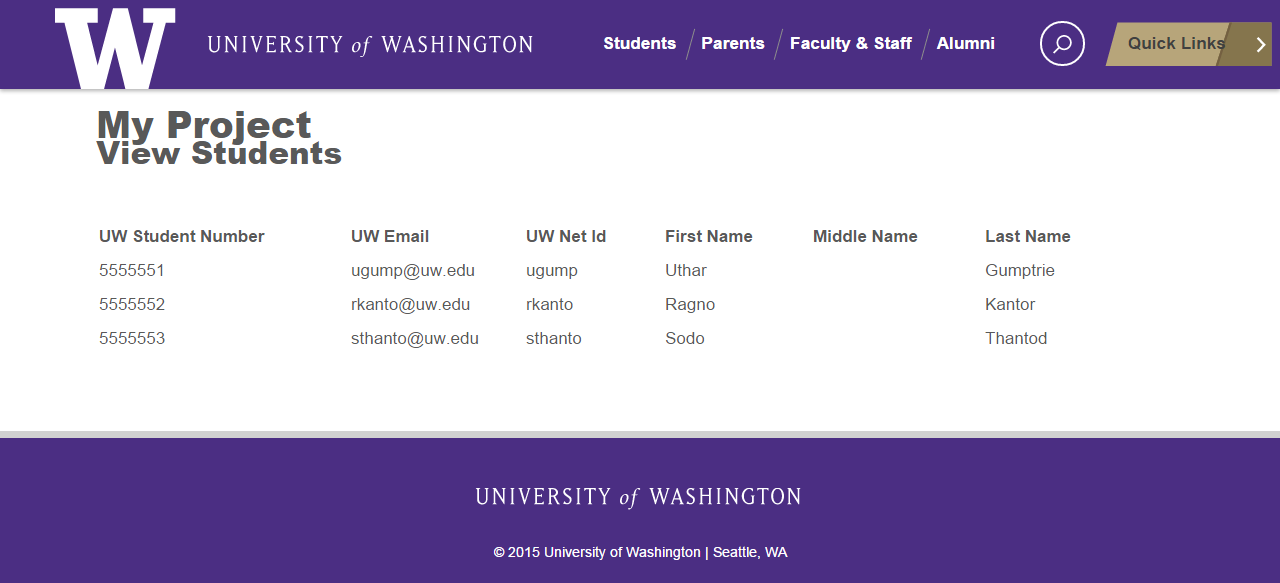 W UNIVERSITY of WASHINGTON Students Parents Faculty & Staff Alumni Quick Links
My Project
View Students
UW Student Number UW Email UW Net Id First Name Middle Name Last Name
5555551 ugump@uw.edu ugump Uthar Gumptrie
5555552 rkanto@uw.edu rkanto Ragno Kantor
5555553 sthanto@uw.edu sthanto Sodo Thantod
UNIVERSITY of WASHINGTON
© 2015 University of Washington | Seattle, WA